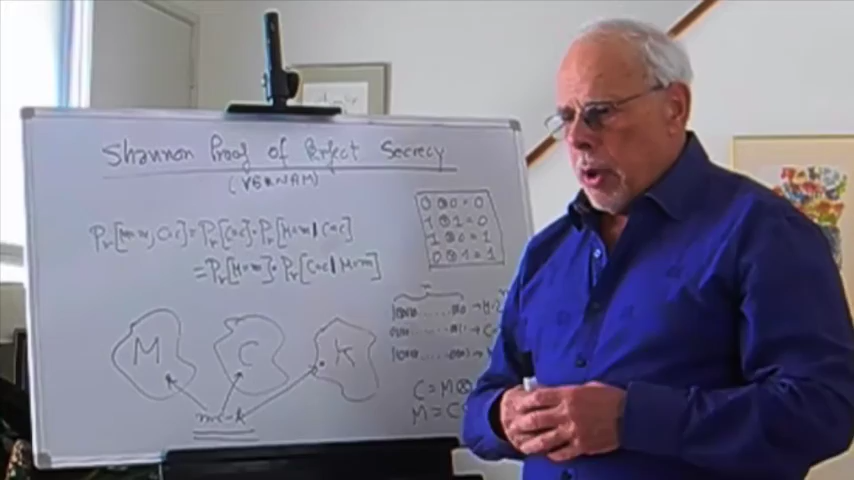 Shannon Proof of Perfect Secrecy
(VERNAM)
Pr[M=m, C=c] = Pr[C=c] . Pr[M=m | C=c]
= Pr[M=m] . Pr[C=c | M=m]
0 ⊗ 0 = 0
1 ⊗ 1 = 0
1 ⊗ 0 = 1
0 ⊗ 1 = 1
M
C
K
C = M ⊗
M = C